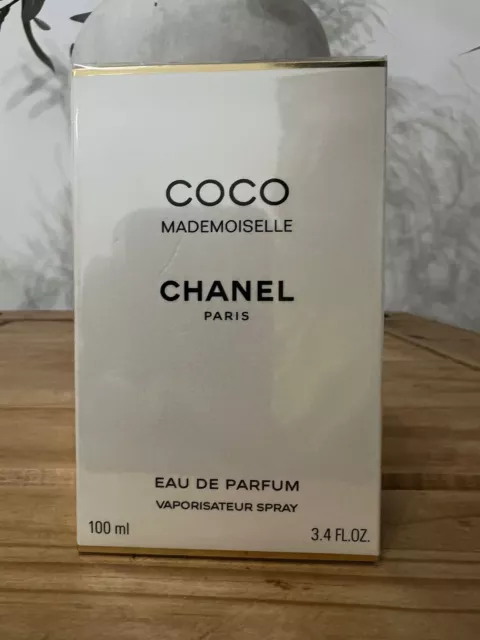 COCO
MADEMOISELLE
CHANEL
PARIS
EAU DE PARFUM
VAPORISATEUR SPRAY
100 ml 3.4 FL.OZ.